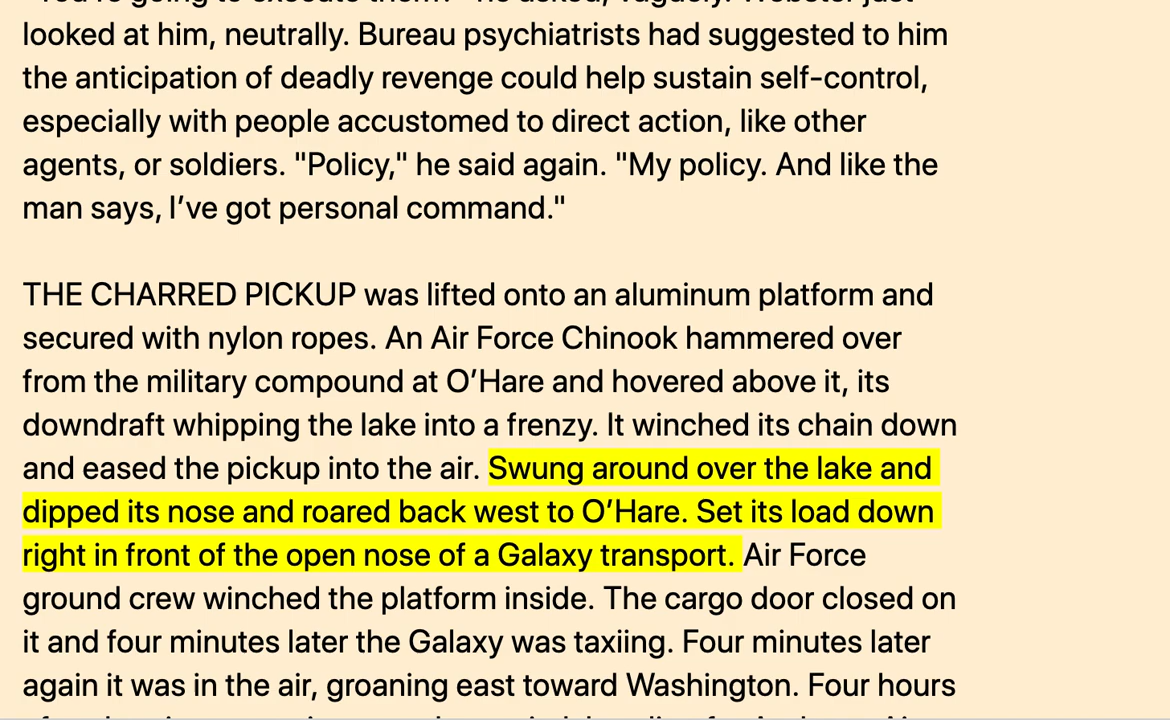 looked at him, neutrally. Bureau psychiatrists had suggested to him
the anticipation of deadly revenge could help sustain self-control,
especially with people accustomed to direct action, like other
agents, or soldiers. "Policy," he said again. "My policy. And like the
man says, I’ve got personal command."
THE CHARRED PICKUP was lifted onto an aluminum platform and
secured with nylon ropes. An Air Force Chinook hammered over
from the military compound at O’Hare and hovered above it, its
downdraft whipping the lake into a frenzy. It winched its chain down
and eased the pickup into the air. Swung around over the lake and
dipped its nose and roared back west to O’Hare. Set its load down
right in front of the open nose of a Galaxy transport. Air Force
ground crew winched the platform inside. The cargo door closed on
it and four minutes later the Galaxy was taxiing. Four minutes later
again it was in the air, groaning east toward Washington. Four hours